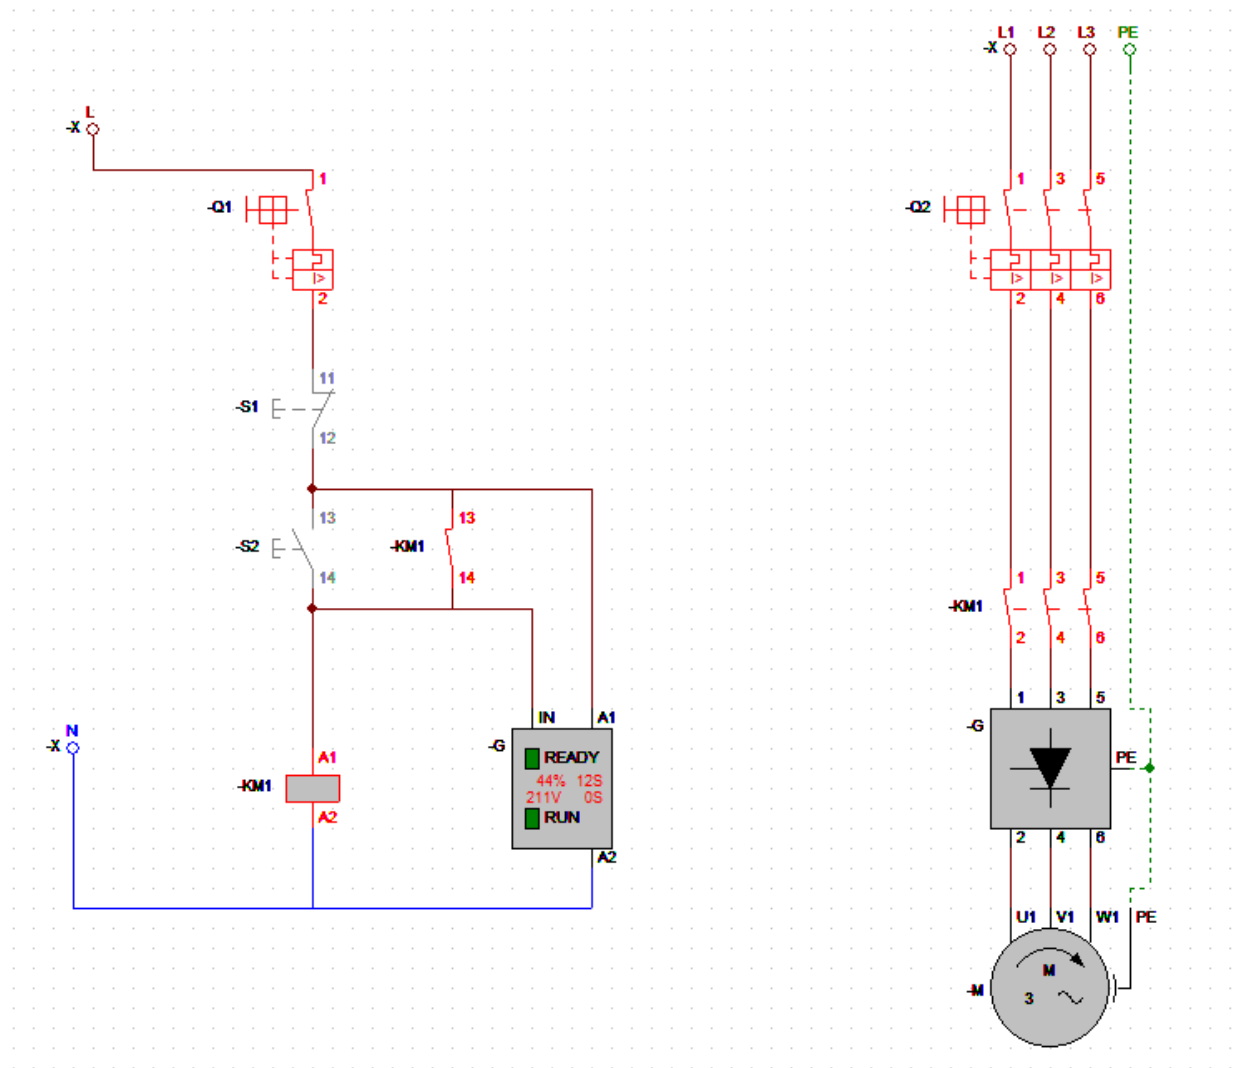 L1 L2 L3 PE
-X
L
-X
1
-Q1
I>
2
1 3 5
-Q2
I> I> I>
2 4 6
11
-S1
12
13
-S2
14
13
-KM1
14
1 3 5
-KM1
2 4 6
N
-X
A1
-KM1
A2
IN A1
-G
READY
44% 12S
211V 0S
RUN
A2
1 3 5
-G
PE
2 4 6
U1 V1 W1 PE
M
-M
3